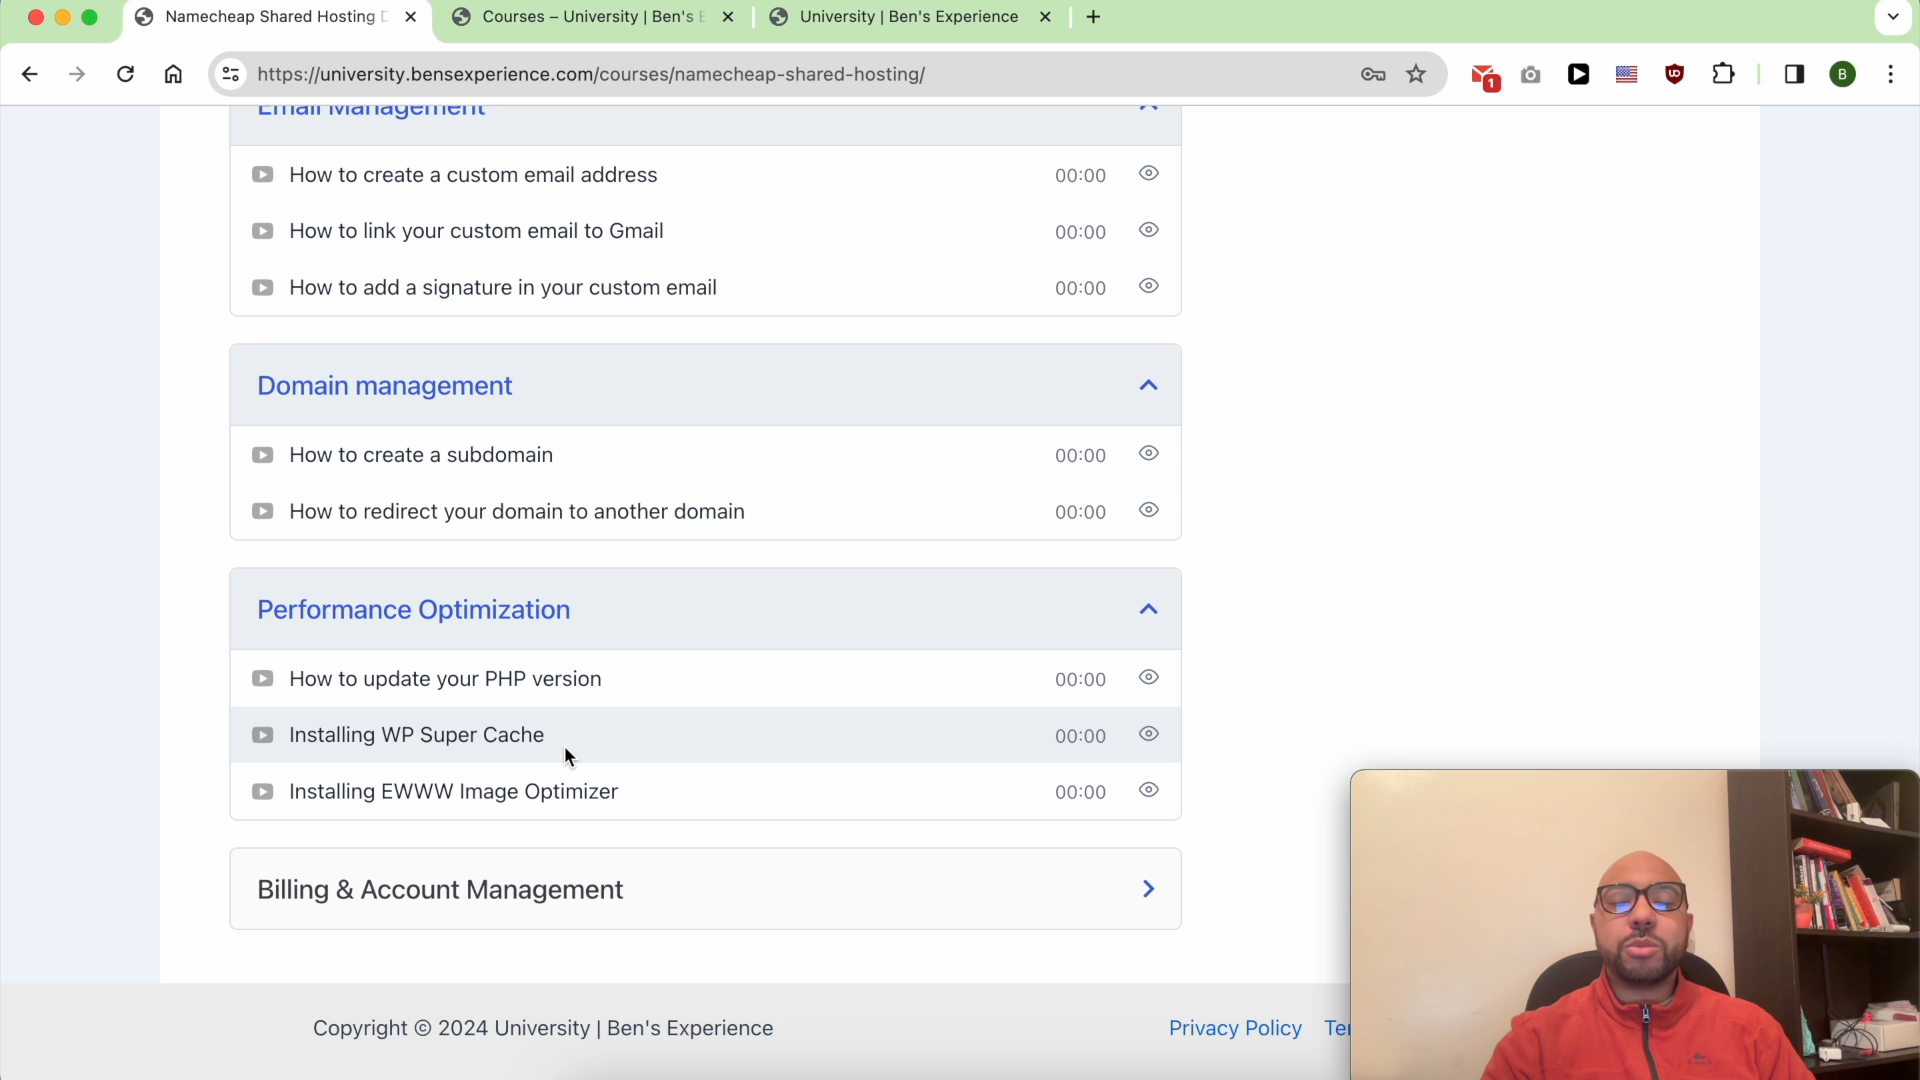 Namecheap Shared Hosting
Courses – University | Ben's
University | Ben's Experience
https://university.bensexperience.com/courses/namecheap-shared-hosting/
1
B
Email Management
How to create a custom email address 00:00
How to link your custom email to Gmail 00:00
How to add a signature in your custom email 00:00
Domain management
How to create a subdomain 00:00
How to redirect your domain to another domain 00:00
Performance Optimization
How to update your PHP version 00:00
Installing WP Super Cache 00:00
Installing EWWW Image Optimizer 00:00
Billing & Account Management
Copyright © 2024 University | Ben's Experience
Privacy Policy